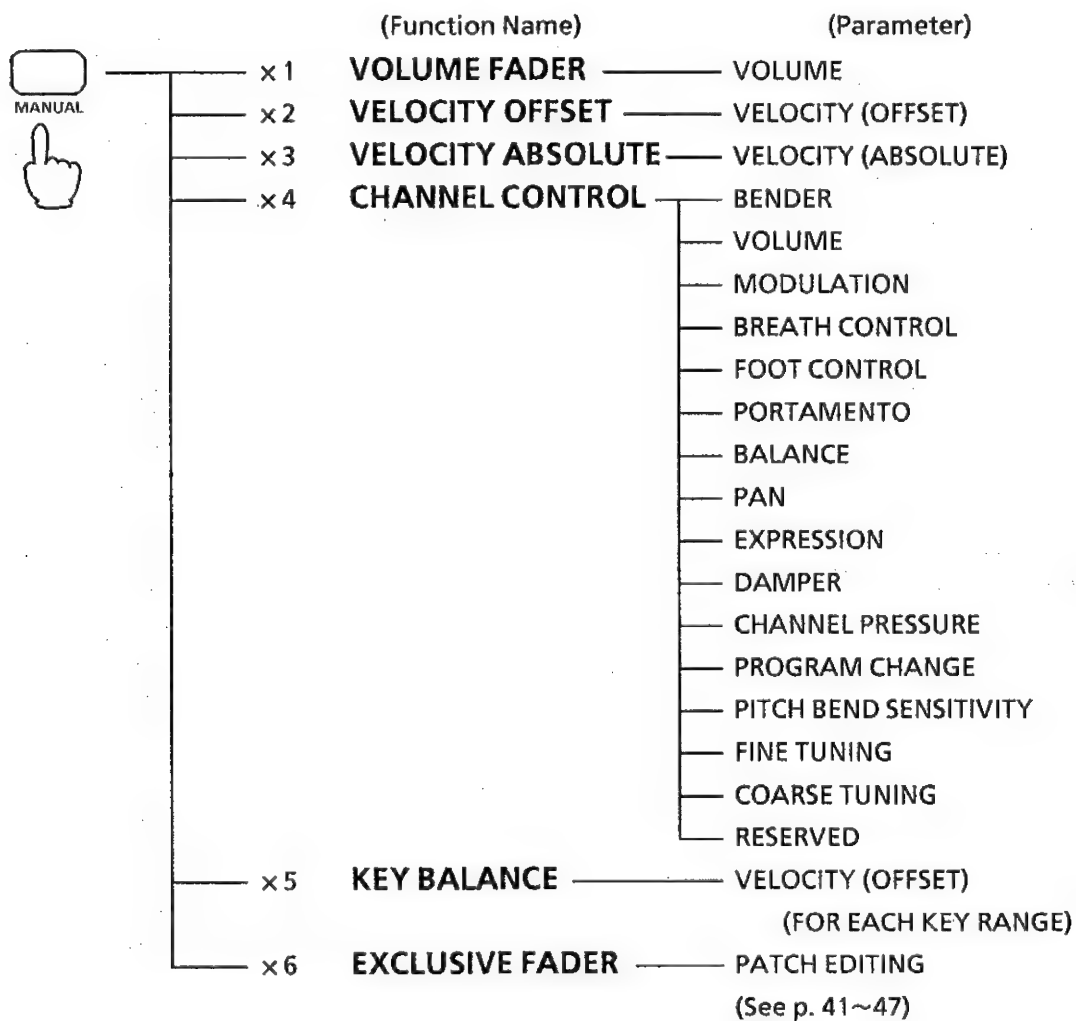 (Function Name) (Parameter)
MANUAL
×1 VOLUME FADER VOLUME
×2 VELOCITY OFFSET VELOCITY (OFFSET)
×3 VELOCITY ABSOLUTE VELOCITY (ABSOLUTE)
×4 CHANNEL CONTROL BENDER
VOLUME
MODULATION
BREATH CONTROL
FOOT CONTROL
PORTAMENTO
BALANCE
PAN
EXPRESSION
DAMPER
CHANNEL PRESSURE
PROGRAM CHANGE
PITCH BEND SENSITIVITY
FINE TUNING
COARSE TUNING
RESERVED
×5 KEY BALANCE VELOCITY (OFFSET)
(FOR EACH KEY RANGE)
×6 EXCLUSIVE FADER PATCH EDITING
(See p. 41~47)